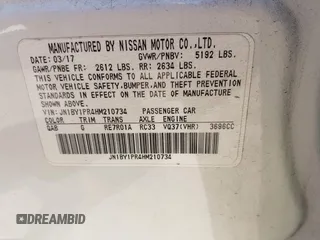 MANUFACTURED BY NISSAN MOTOR CO.,LTD.
DATE: 03/17 GVWR/PNBV: 5192 LBS.
GAWR/PNBE FR: 2612 LBS. RR: 2634 LBS.
THIS VEHICLE CONFORMS TO ALL APPLICABLE FEDERAL
MOTOR VEHICLE SAFETY, BUMPER, AND THEFT
PREVENTION STANDARDS IN EFFECT ON THE DATE OF
MANUFACTURE SHOWN ABOVE.
VIN: JN1BY1PR4HM210734 PASSENGER CAR
COLOR TRIM TRANS AXLE ENGINE
QAB G RE7R01A RC33 VQ37(VHR) 3696CC
JN1BY1PR4HM210734
DREAMBID